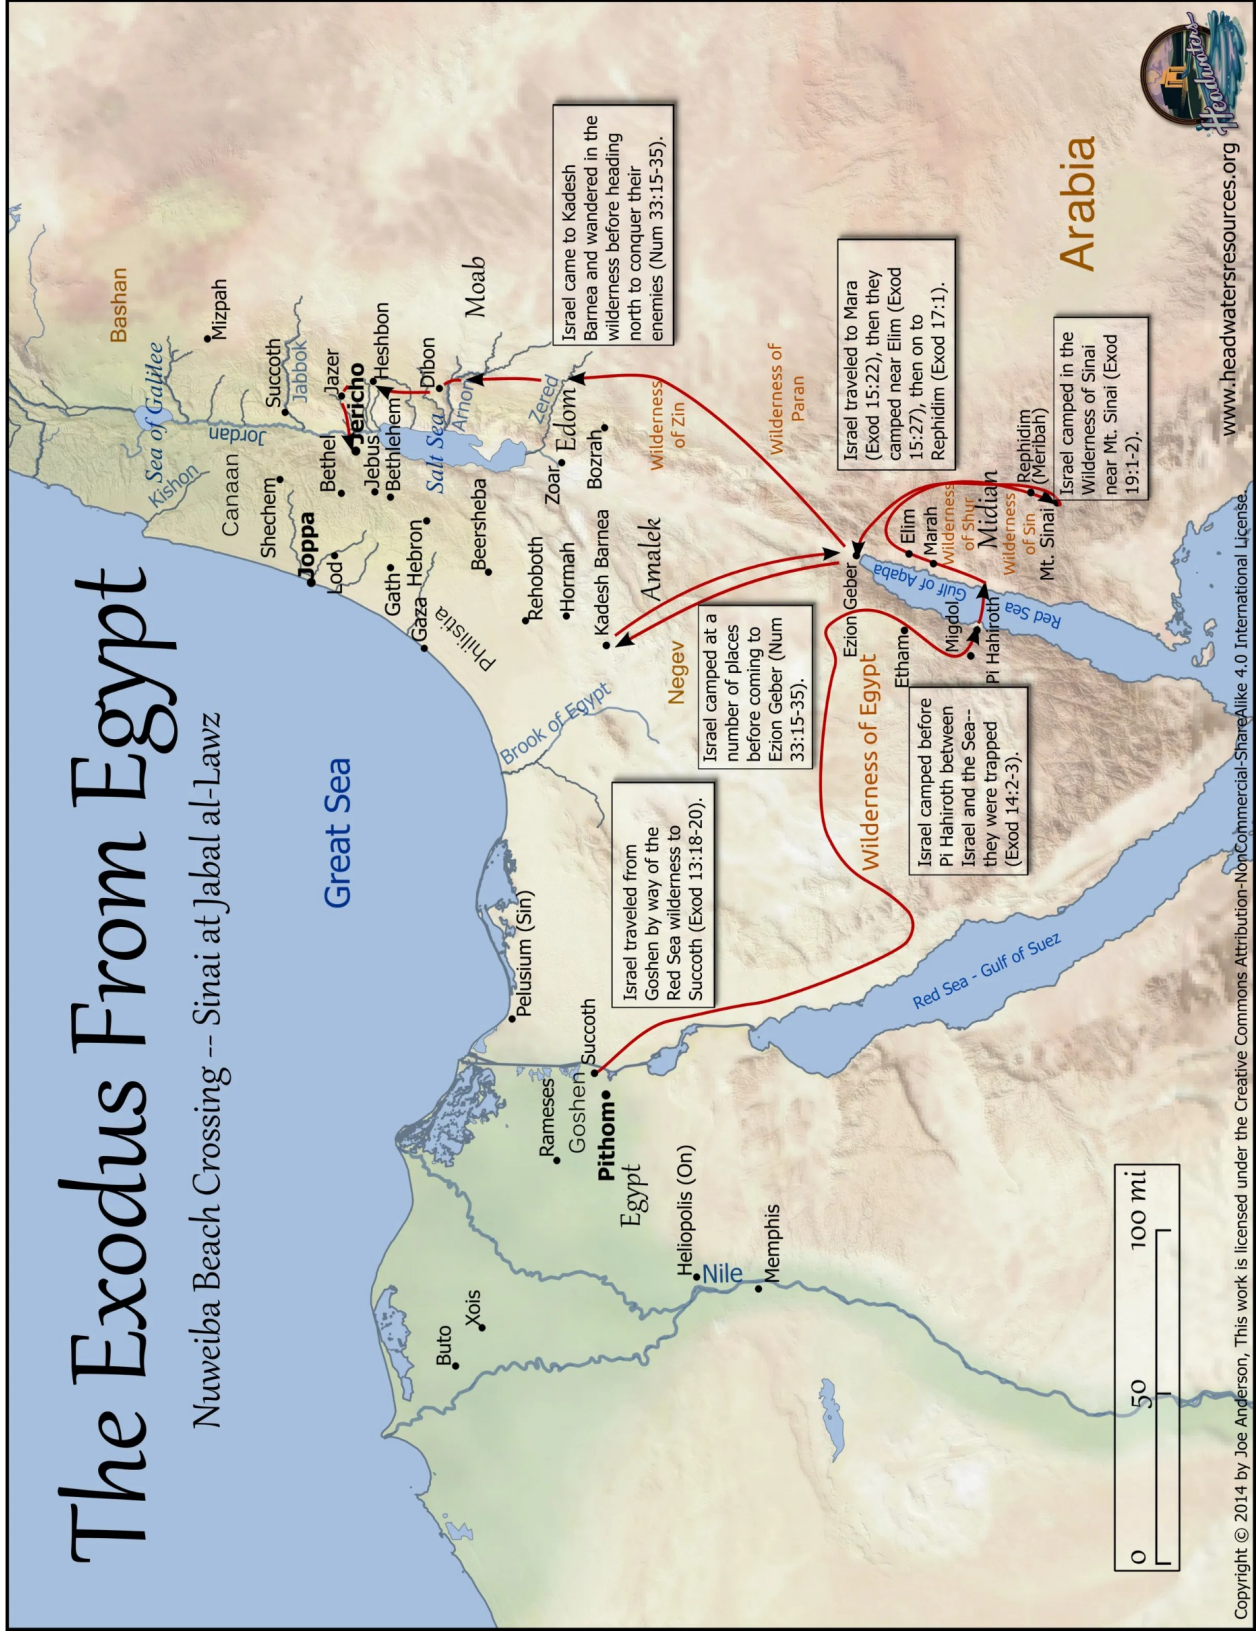 The Exodus From Egypt
Nuweiba Beach Crossing -- Sinai at Jabal al-Lawz
Great Sea
Bashan
Sea of Galilee
Kishon
Mizpah
Canaan
Jordan
Succoth
Jabbok
Shechem
Joppa
Lod
Bethel
Jazer
Jericho
Jebus
Bethlehem
Heshbon
Gath
Hebron
Gaza
Philistia
Salt Sea
Dibon
Arnon
Moab
Beersheba
Rehoboth
Hormah
Kadesh Barnea
Zoar
Zered
Edom
Bozrah
Amalek
Negev
Brook of Egypt
Wilderness
of Zin
Wilderness of
Paran
Israel came to Kadesh
Barnea and wandered in the
wilderness before heading
north to conquer their
enemies (Num 33:15-35).
Buto
Xois
Pelusium (Sin)
Rameses
Goshen
Succoth
Pithom
Egypt
Heliopolis (On)
Nile
Memphis
Israel traveled from
Goshen by way of the
Red Sea wilderness to
Succoth (Exod 13:18-20).
Israel camped at a
number of places
before coming to
Ezion Geber (Num
33:15-35).
Ezion Geber
Wilderness of Egypt
Etham
Migdol
Pi Hahiroth
Israel camped before
Pi Hahiroth between
Israel and the Sea--
they were trapped
(Exod 14:2-3).
Red Sea - Gulf of Suez
Gulf of Aqaba
Red Sea
Elim
Marah
Wilderness
of Shur
Midian
Wilderness
of Sin
Rephidim
(Meribah)
Mt. Sinai
Israel traveled to Mara
(Exod 15:22), then they
camped near Elim (Exod
15:27), then on to
Rephidim (Exod 17:1).
Israel camped in the
Wilderness of Sinai
near Mt. Sinai (Exod
19:1-2).
Arabia
0 50 100 mi
Headwaters
www.headwatersresources.org
Copyright © 2014 by Joe Anderson, This work is licensed under the Creative Commons Attribution-NonCommercial-ShareAlike 4.0 International License.